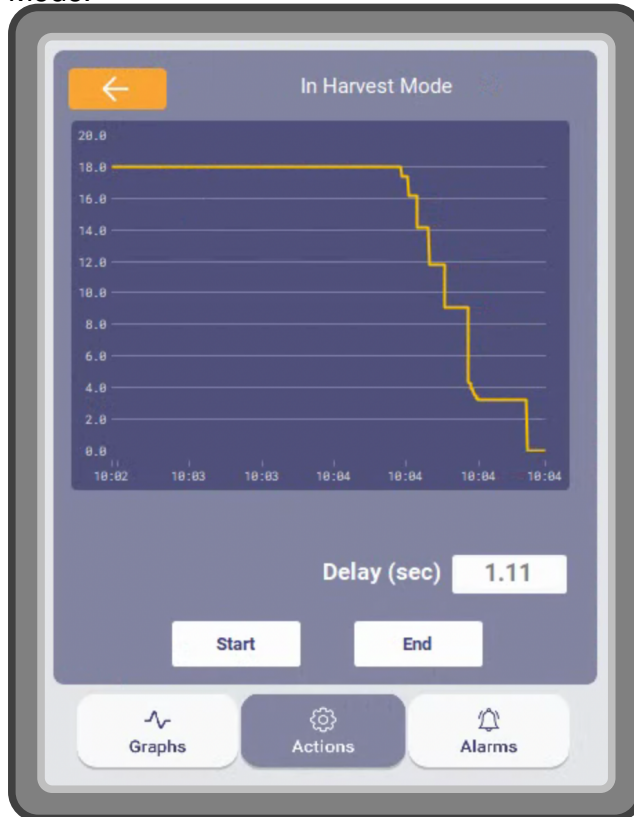 Mode.
In Harvest Mode
20.0
18.0
16.0
14.0
12.0
10.0
8.0
6.0
4.0
2.0
0.0
10:02 10:03 10:03 10:04 10:04 10:04 10:04
Delay (sec) 1.11
Start End
Graphs Actions Alarms